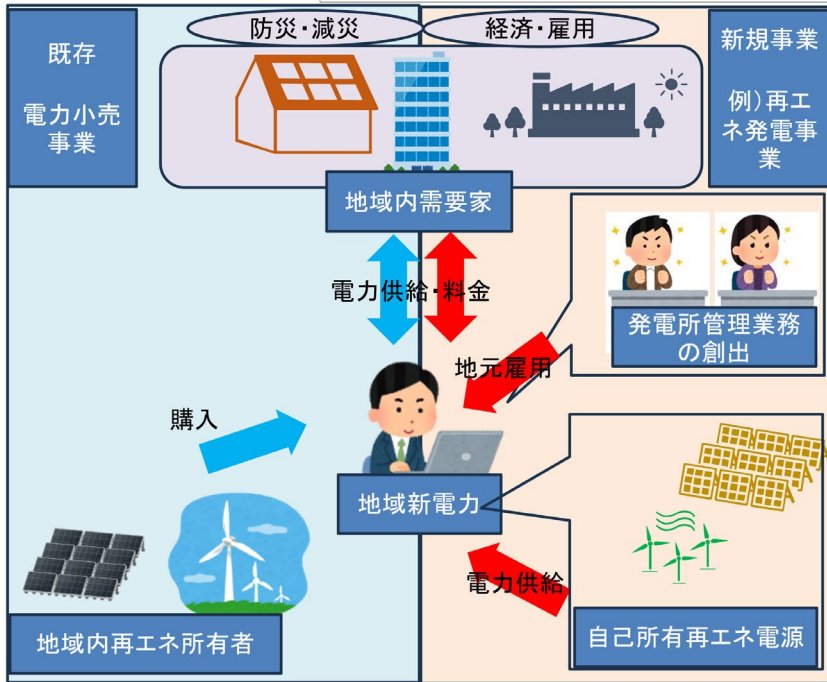 防災・減災
経済・雇用
既存
電力小売
事業
新規事業
例)再エ
ネ発電事
業
地域内需要家
電力供給・料金
発電所管理業務
の創出
地元雇用
購入
地域新電力
電力供給
地域内再エネ所有者
自己所有再エネ電源